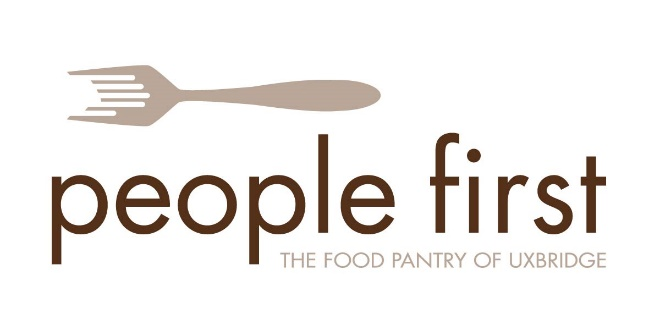 people first
THE FOOD PANTRY OF UXBRIDGE